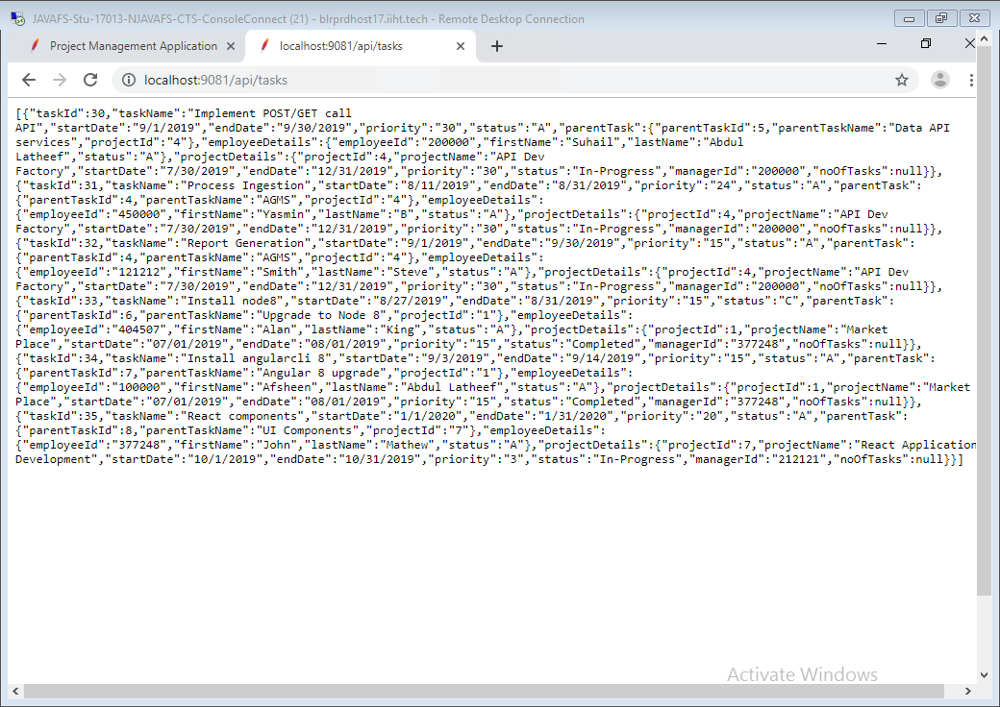 JAVAFS-Stu-17013-NJAVAFS-CTS-ConsoleConnect (21) - blrprdhost17.iiht.tech - Remote Desktop Connection
Project Management Application
localhost:9081/api/tasks
localhost:9081/api/tasks
[{"taskId":30,"taskName":"Implement POST/GET call
API","startDate":"9/1/2019","endDate":"9/30/2019","priority":"30","status":"A","parentTask":{"parentTaskId":5,"parentTaskName":"Data API
services","projectId":"4"},"employeeDetails":{"employeeId":"200000","firstName":"Suhail","lastName":"Abdul
Latheef","status":"A"},"projectDetails":{"projectId":4,"projectName":"API Dev
Factory","startDate":"7/30/2019","endDate":"12/31/2019","priority":"30","status":"In-Progress","managerId":"200000","noOfTasks":null}},
{"taskId":31,"taskName":"Process Ingestion","startDate":"8/11/2019","endDate":"8/31/2019","priority":"24","status":"A","parentTask":
{"parentTaskId":4,"parentTaskName":"AGMS","projectId":"4"},"employeeDetails":
{"employeeId":"450000","firstName":"Yasmin","lastName":"B","status":"A"},"projectDetails":{"projectId":4,"projectName":"API Dev
Factory","startDate":"7/30/2019","endDate":"12/31/2019","priority":"30","status":"In-Progress","managerId":"200000","noOfTasks":null}},
{"taskId":32,"taskName":"Report Generation","startDate":"9/1/2019","endDate":"9/30/2019","priority":"15","status":"A","parentTask":
{"parentTaskId":4,"parentTaskName":"AGMS","projectId":"4"},"employeeDetails":
{"employeeId":"121212","firstName":"Smith","lastName":"Steve","status":"A"},"projectDetails":{"projectId":4,"projectName":"API Dev
Factory","startDate":"7/30/2019","endDate":"12/31/2019","priority":"30","status":"In-Progress","managerId":"200000","noOfTasks":null}},
{"taskId":33,"taskName":"Install node8","startDate":"8/27/2019","endDate":"8/31/2019","priority":"15","status":"C","parentTask":
{"parentTaskId":6,"parentTaskName":"Upgrade to Node 8","projectId":"1"},"employeeDetails":
{"employeeId":"404507","firstName":"Alan","lastName":"King","status":"A"},"projectDetails":{"projectId":1,"projectName":"Market
Place","startDate":"07/01/2019","endDate":"08/01/2019","priority":"15","status":"Completed","managerId":"377248","noOfTasks":null}},
{"taskId":34,"taskName":"Install angularcli 8","startDate":"9/3/2019","endDate":"9/14/2019","priority":"15","status":"A","parentTask":
{"parentTaskId":7,"parentTaskName":"Angular 8 upgrade","projectId":"1"},"employeeDetails":
{"employeeId":"100000","firstName":"Afsheen","lastName":"Abdul Latheef","status":"A"},"projectDetails":{"projectId":1,"projectName":"Market
Place","startDate":"07/01/2019","endDate":"08/01/2019","priority":"15","status":"Completed","managerId":"377248","noOfTasks":null}},
{"taskId":35,"taskName":"React components","startDate":"1/1/2020","endDate":"1/31/2020","priority":"20","status":"A","parentTask":
{"parentTaskId":8,"parentTaskName":"UI Components","projectId":"7"},"employeeDetails":
{"employeeId":"377248","firstName":"John","lastName":"Mathew","status":"A"},"projectDetails":{"projectId":7,"projectName":"React Application
Development","startDate":"10/1/2019","endDate":"10/31/2019","priority":"3","status":"In-Progress","managerId":"212121","noOfTasks":null}}]
Activate Windows